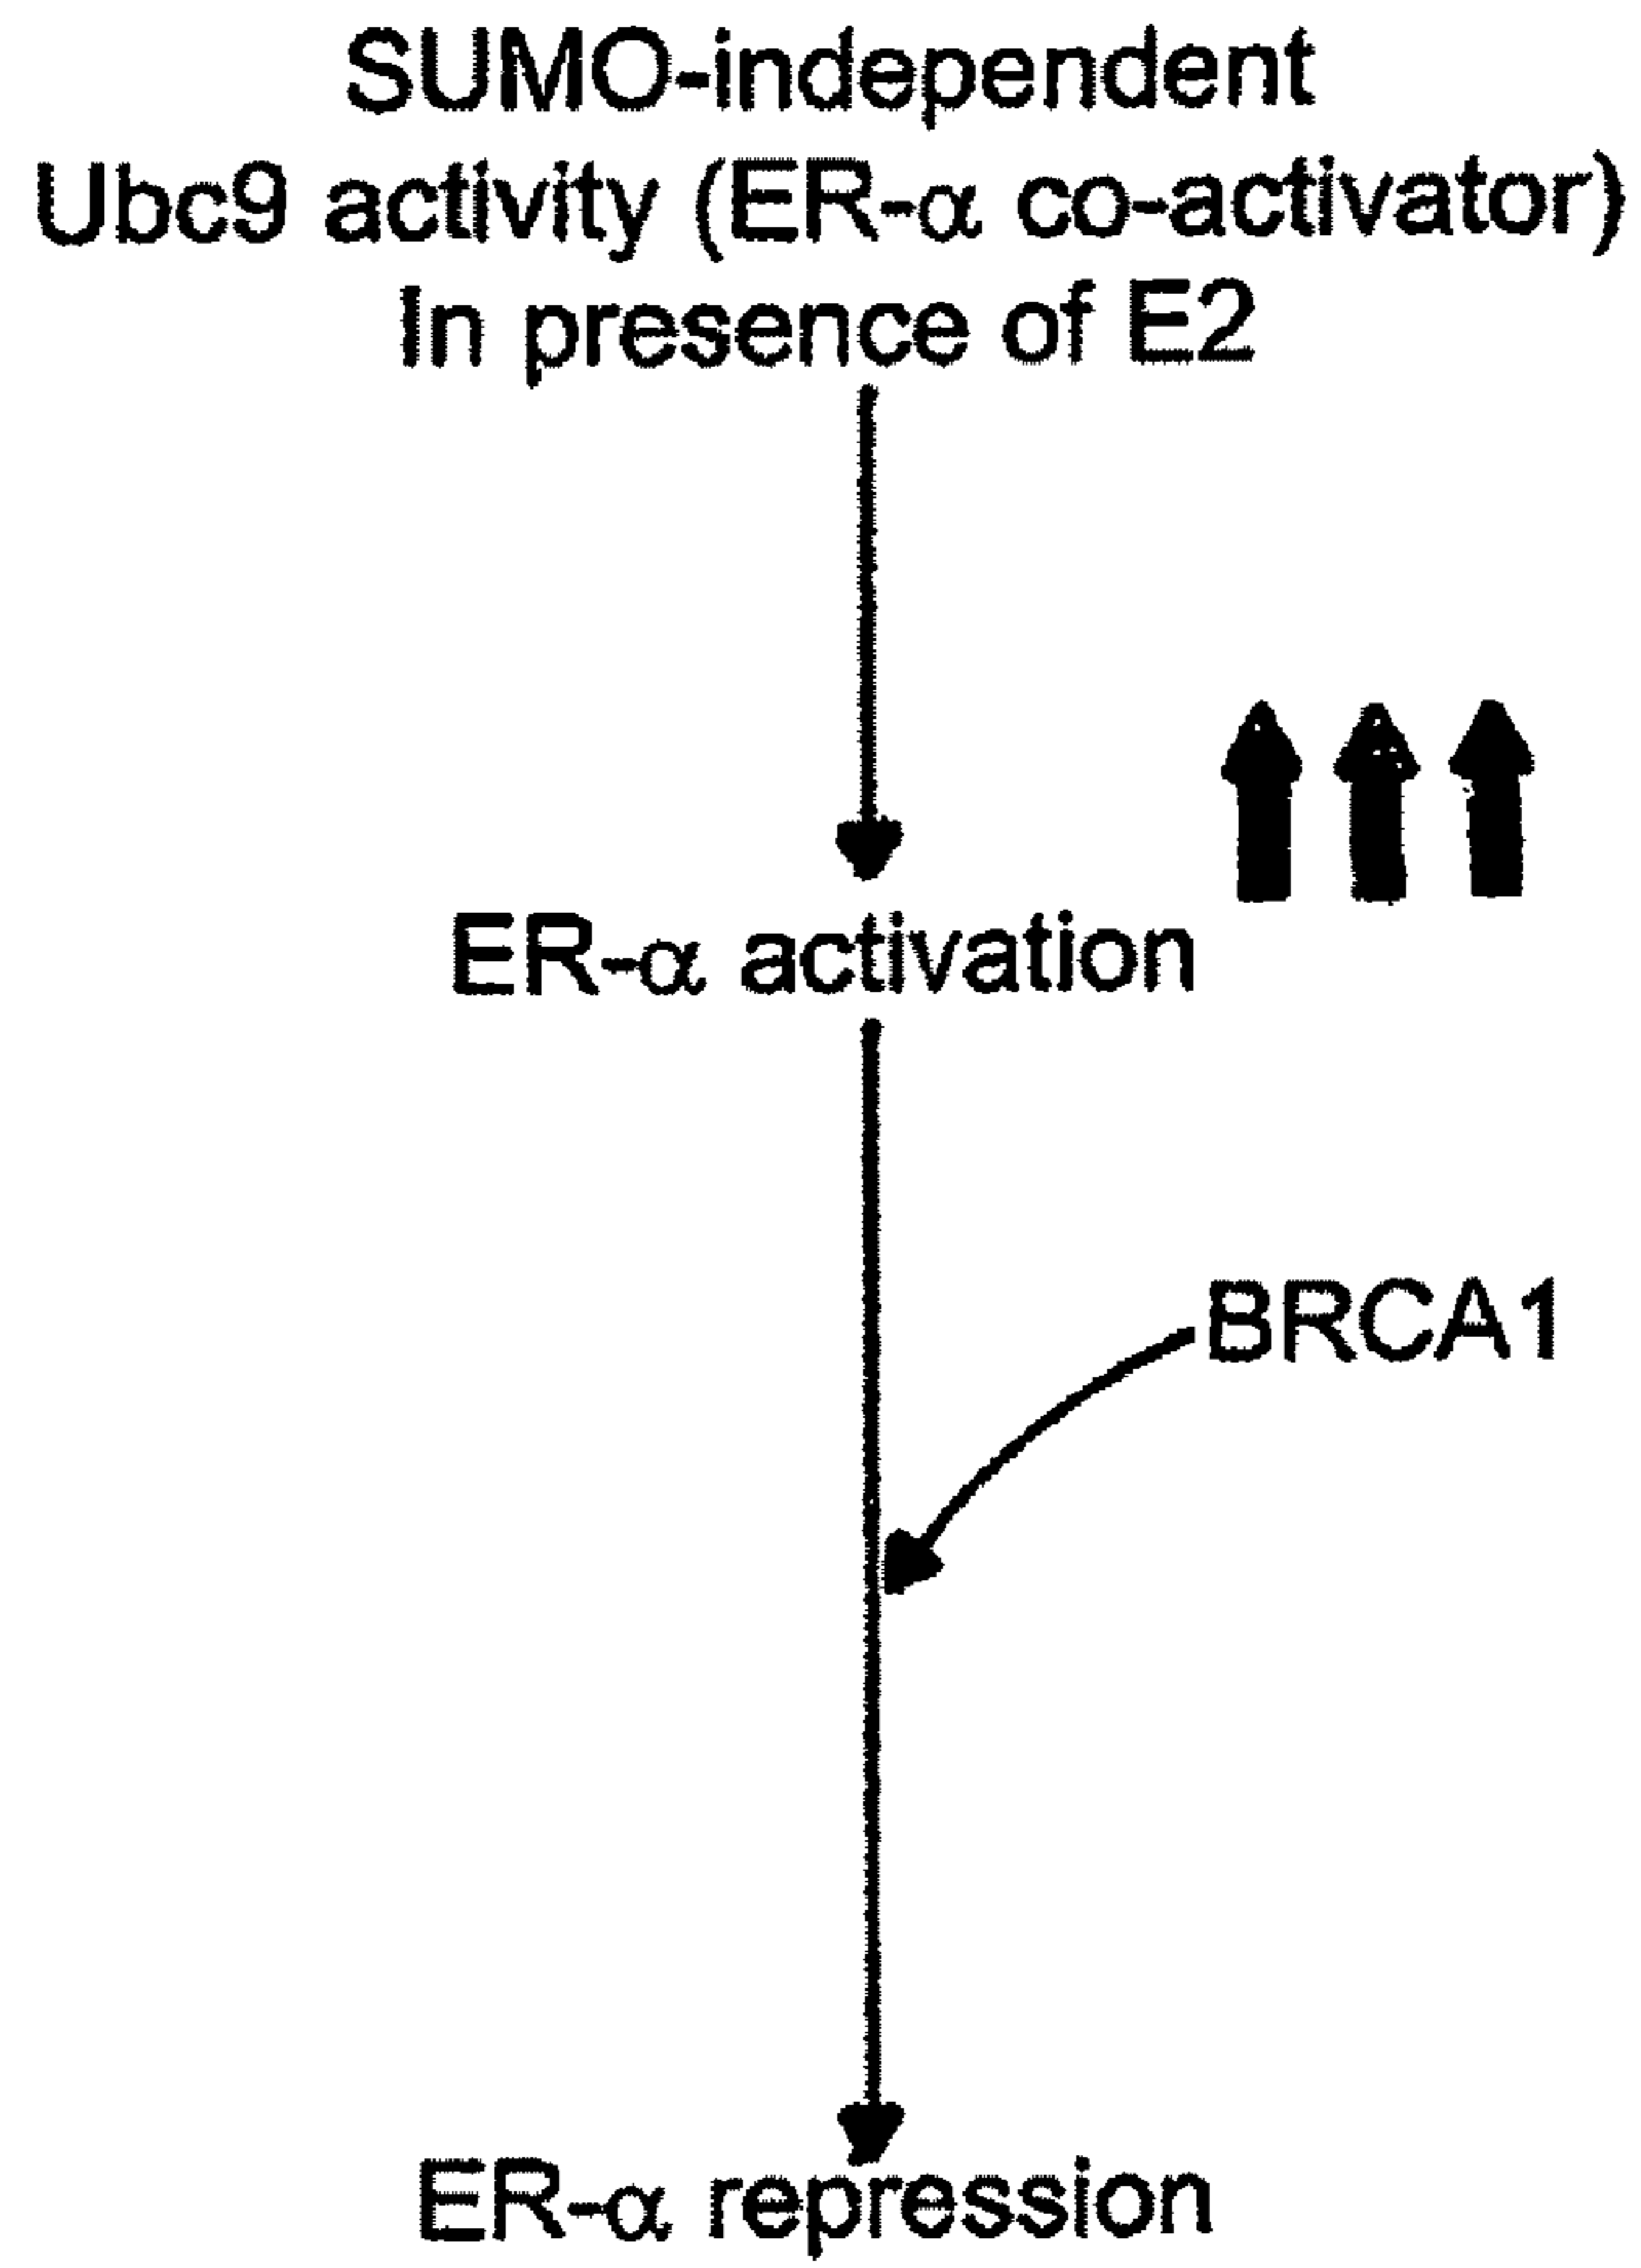 SUMO-independent
Ubc9 activity (ER-α co-activator)
In presence of E2
ER-α activation
BRCA1
ER-α repression